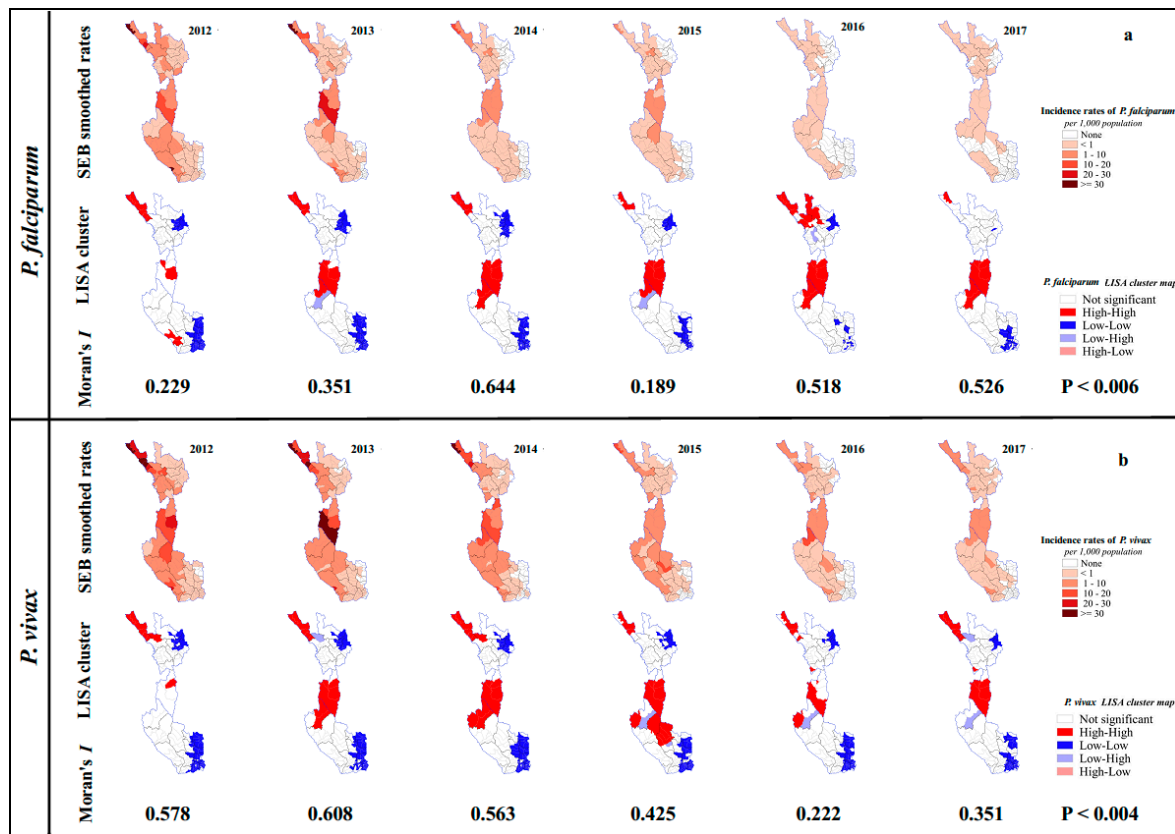 P. falciparum
SEB smoothed rates
2012
2013
2014
2015
2016
2017
a
Incidence rates of P. falciparum
per 1,000 population
None
< 1
1 - 10
10 - 20
20 - 30
>= 30
LISA cluster
P. falciparum LISA cluster map
Not significant
High-High
Low-Low
Low-High
High-Low
Moran's I
0.229
0.351
0.644
0.189
0.518
0.526
P < 0.006
P. vivax
SEB smoothed rates
2012
2013
2014
2015
2016
2017
b
Incidence rates of P. vivax
per 1,000 population
None
< 1
1 - 10
10 - 20
20 - 30
>= 30
LISA cluster
P. vivax LISA cluster map
Not significant
High-High
Low-Low
Low-High
High-Low
Moran's I
0.578
0.608
0.563
0.425
0.222
0.351
P < 0.004